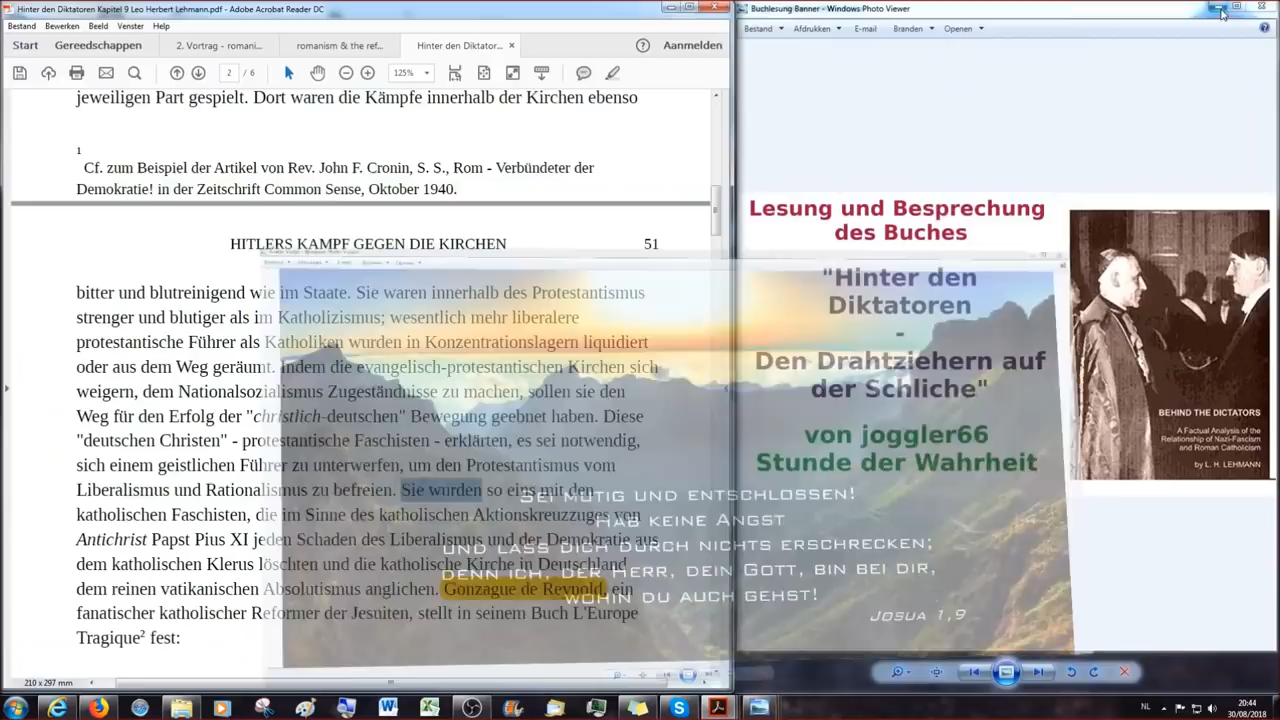 Hinter den Diktatoren Kapitel 9 Leo Herbert Lehmann.pdf - Adobe Acrobat Reader DC
Bestand Bewerken Beeld Venster Help
Start Gereedschappen 2. Vortrag - romani... romanism & the ref... Hinter den Diktator... × Aanmelden
2 / 6 125%
jeweiligen Part gespielt. Dort waren die Kämpfe innerhalb der Kirchen ebenso
1
Cf. zum Beispiel der Artikel von Rev. John F. Cronin, S. S., Rom - Verbündeter der
Demokratie! in der Zeitschrift Common Sense, Oktober 1940.
HITLERS KAMPF GEGEN DIE KIRCHEN 51
bitter und blutreinigend wie im Staate. Sie waren innerhalb des Protestantismus
strenger und blutiger als im Katholizismus; wesentlich mehr liberalere
protestantische Führer als Katholiken wurden in Konzentrationslagern liquidiert
oder aus dem Weg geräumt. Indem die evangelisch-protestantischen Kirchen sich
weigern, dem Nationalsozialismus Zugeständnisse zu machen, sollen sie den
Weg für den Erfolg der "christlich-deutschen" Bewegung geebnet haben. Diese
"deutschen Christen" - protestantische Faschisten - erklärten, es sei notwendig,
sich einem geistlichen Führer zu unterwerfen, um den Protestantismus vom
Liberalismus und Rationalismus zu befreien. Sie wurden so eins mit den
katholischen Faschisten, die im Sinne des katholischen Aktionskreuzzuges von
Antichrist Papst Pius XI jeden Schaden des Liberalismus und der Demokratie aus
dem katholischen Klerus löschten und die katholische Kirche in Deutschland
dem reinen vatikanischen Absolutismus anglichen. Gonzague de Reynold, ein
fanatischer katholischer Reformer der Jesuiten, stellt in seinem Buch L'Europe
Tragique² fest:
210 x 297 mm
Buchlesung Banner - Windows Photo Viewer
Bestand Afdrukken E-mail Branden Openen
Lesung und Besprechung
des Buches
"Hinter den
Diktatoren
-
Den Drahtziehern auf
der Schliche"
von joggler66
Stunde der Wahrheit
BEHIND THE DICTATORS
A Factual Analysis of the
Relationship of Nazi-Fascism
and Roman Catholicism
by L. H. LEHMANN
SEI MUTIG UND ENTSCHLOSSEN!
HAB KEINE ANGST
UND LASS DICH DURCH NICHTS ERSCHRECKEN;
DENN ICH, DER HERR, DEIN GOTT, BIN BEI DIR,
WOHIN DU AUCH GEHST!
JOSUA 1,9
NL 20:44
30/08/2018